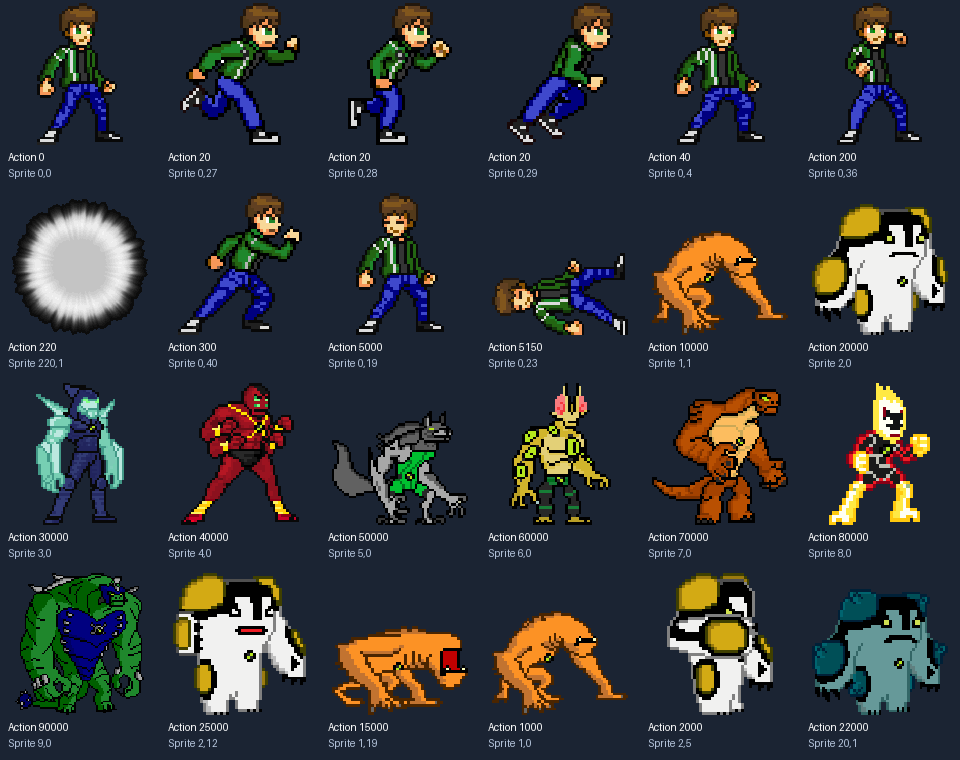 Action 0
Sprite 0,0
Action 20
Sprite 0,27
Action 20
Sprite 0,28
Action 20
Sprite 0,29
Action 40
Sprite 0,4
Action 200
Sprite 0,36
Action 220
Sprite 220,1
Action 300
Sprite 0,40
Action 5000
Sprite 0,19
Action 5150
Sprite 0,23
Action 10000
Sprite 1,1
Action 20000
Sprite 2,0
Action 30000
Sprite 3,0
Action 40000
Sprite 4,0
Action 50000
Sprite 5,0
Action 60000
Sprite 6,0
Action 70000
Sprite 7,0
Action 80000
Sprite 8,0
Action 90000
Sprite 9,0
Action 25000
Sprite 2,12
Action 15000
Sprite 1,19
Action 1000
Sprite 1,0
Action 2000
Sprite 2,5
Action 22000
Sprite 20,1